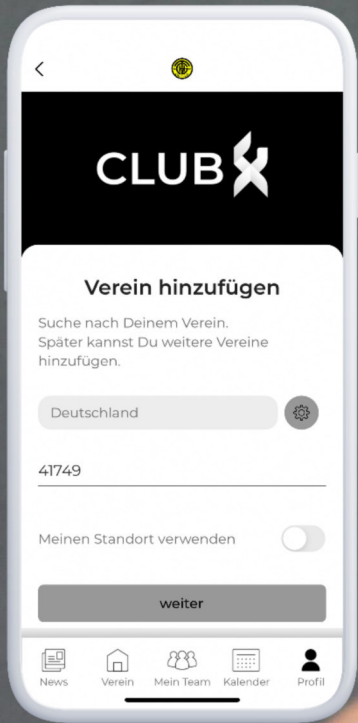 CLUB
Verein hinzufügen
Suche nach Deinem Verein.
Später kannst Du weitere Vereine
hinzufügen.
Deutschland
41749
Meinen Standort verwenden
weiter
News Verein Mein Team Kalender Profil